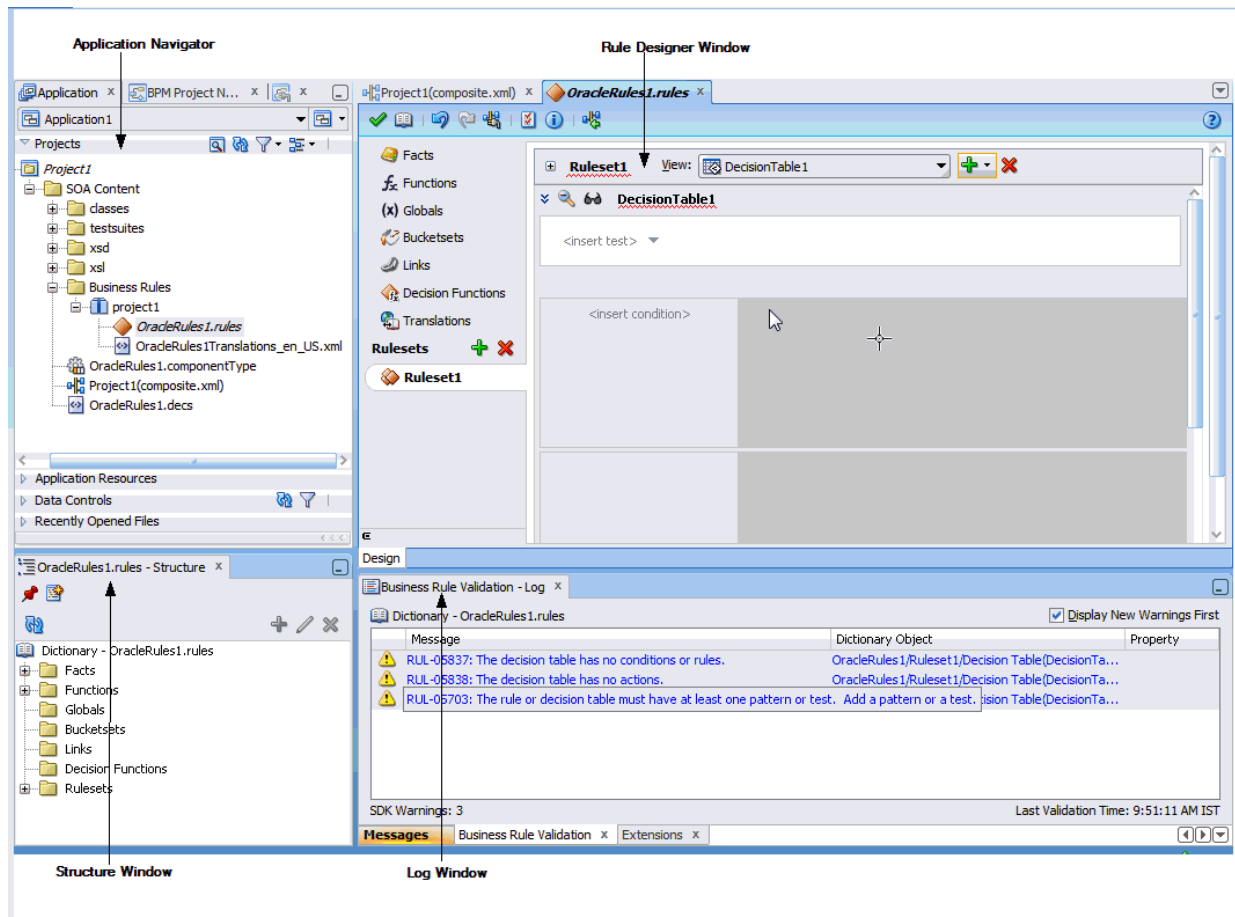 Application Navigator
Rule Designer Window
Application x
BPM Project N... x
x
Application1
Projects
Project1
SOA Content
classes
testsuites
xsd
xsl
Business Rules
project1
OracleRules1.rules
OracleRules1Translations_en_US.xml
OracleRules1.componentType
Project1(composite.xml)
OracleRules1.decs
Application Resources
Data Controls
Recently Opened Files
Project1(composite.xml) x
OracleRules1.rules x
Facts
Functions
(x) Globals
Bucketsets
Links
Decision Functions
Translations
Rulesets
Ruleset1
Ruleset1 View: DecisionTable1
DecisionTable1
<insert test>
<insert condition>
Design
OracleRules1.rules - Structure x
Dictionary - OracleRules1.rules
Facts
Functions
Globals
Bucketsets
Links
Decision Functions
Rulesets
Business Rule Validation - Log x
Dictionary - OracleRules1.rules
Display New Warnings First
Message Dictionary Object Property
RUL-05837: The decision table has no conditions or rules. OracleRules1/Ruleset1/Decision Table(DecisionTa...
RUL-05838: The decision table has no actions. OracleRules1/Ruleset1/Decision Table(DecisionTa...
RUL-05703: The rule or decision table must have at least one pattern or test. Add a pattern or a test. Table(DecisionTa...
SDK Warnings: 3
Last Validation Time: 9:51:11 AM IST
Messages Business Rule Validation x Extensions x
Structure Window
Log Window